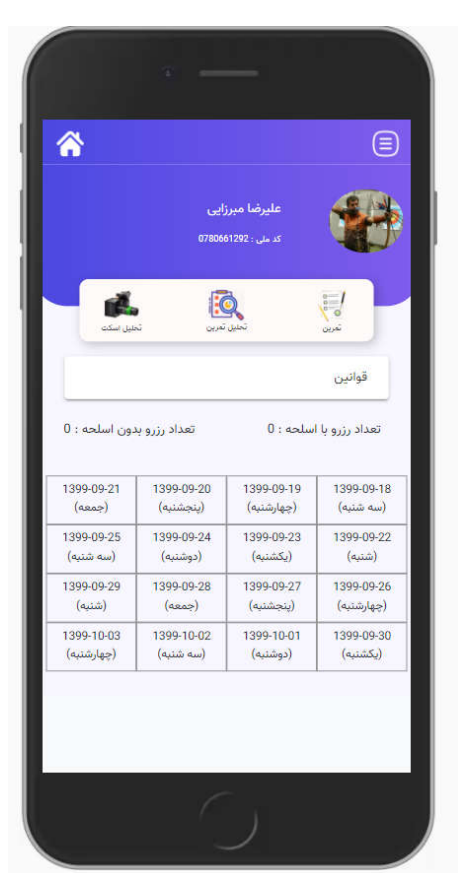 علیرضا میرزایی
کد ملی : 0780661292
تمرین
تحلیل تمرین
تحلیل اسکت
قوانین
تعداد رزرو با اسلحه : 0
تعداد رزرو بدون اسلحه : 0
1399-09-18
(سه شنبه)
1399-09-19
(چهارشنبه)
1399-09-20
(پنجشنبه)
1399-09-21
(جمعه)
1399-09-22
(شنبه)
1399-09-23
(یکشنبه)
1399-09-24
(دوشنبه)
1399-09-25
(سه شنبه)
1399-09-26
(چهارشنبه)
1399-09-27
(پنجشنبه)
1399-09-28
(جمعه)
1399-09-29
(شنبه)
1399-09-30
(یکشنبه)
1399-10-01
(دوشنبه)
1399-10-02
(سه شنبه)
1399-10-03
(چهارشنبه)